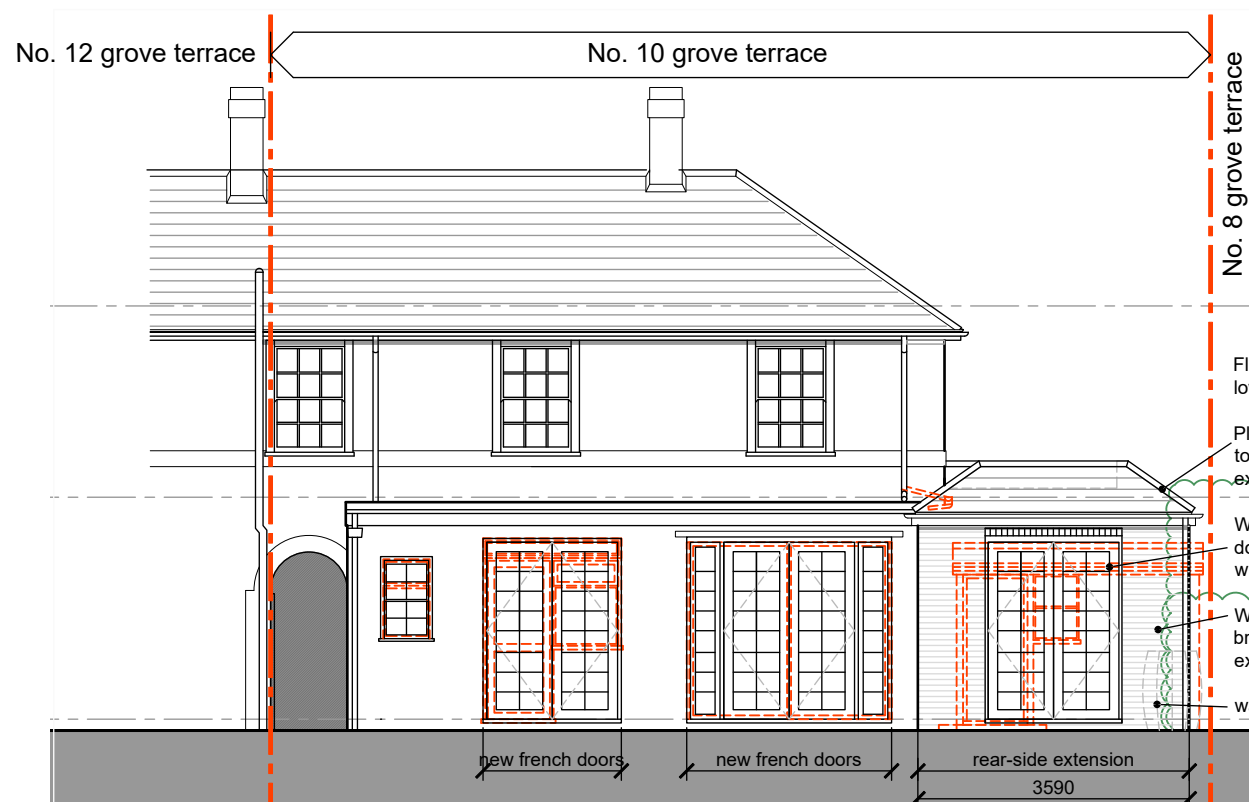 No. 12 grove terrace
No. 10 grove terrace
No. 8 grove terrace
new french doors
new french doors
rear-side extension
3590